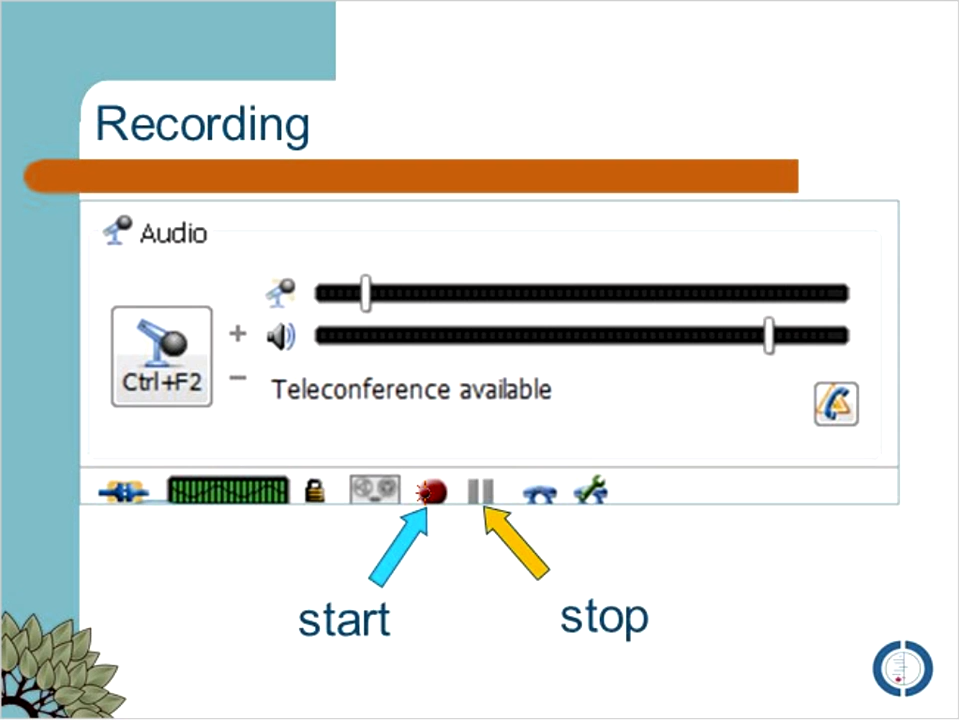 Recording
Audio
Ctrl+F2
+
−
Teleconference available
start
stop